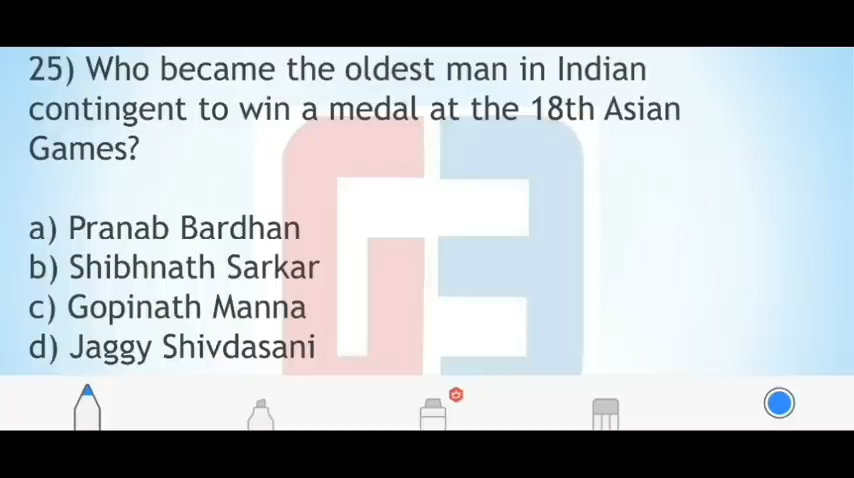 25) Who became the oldest man in Indian
contingent to win a medal at the 18th Asian
Games?
a) Pranab Bardhan
b) Shibhnath Sarkar
c) Gopinath Manna
d) Jaggy Shivdasani